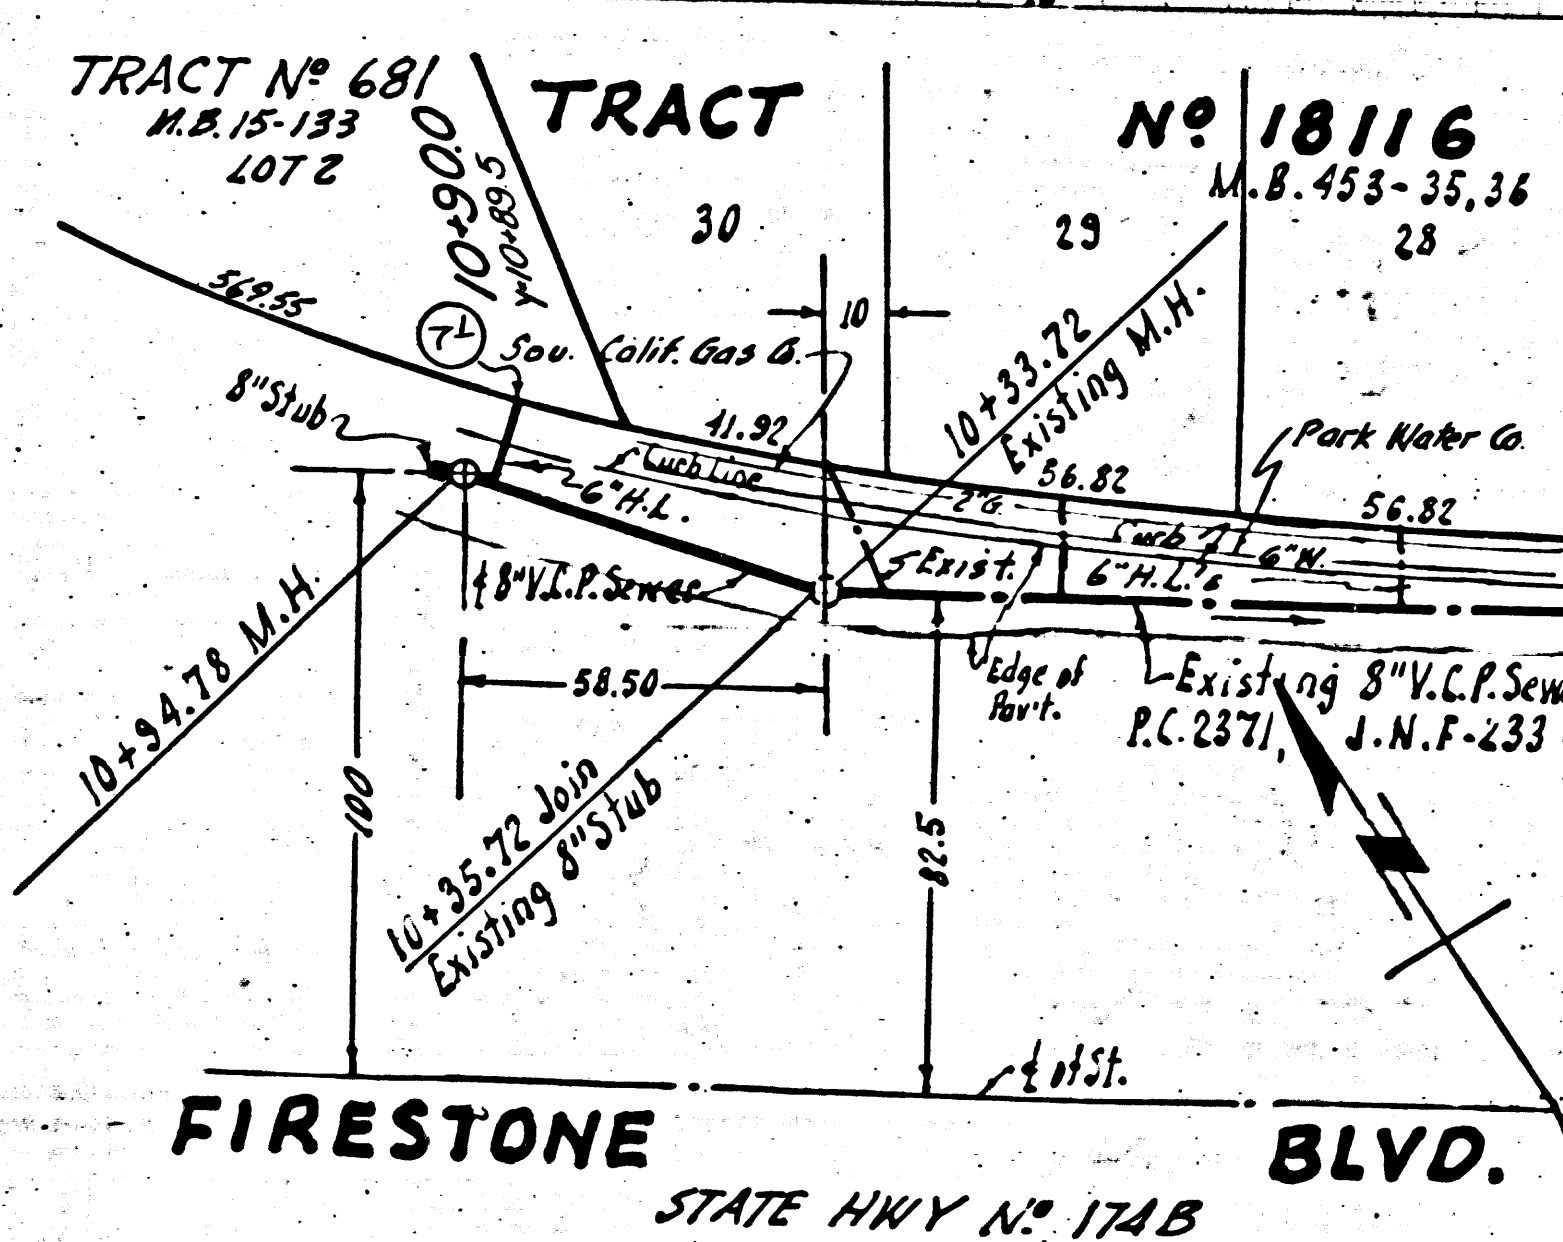 TRACT Nº 681
M.B. 15-133
LOT 2
TRACT
Nº 18116
M.B. 453-35,36
30
29
28
10+90.0
Y-10+89.5
569.55
Sou. Calif. Gas Co.
10
10+33.72
Existing M.H.
8" Stub
41.92
Curb Line
6" H.L.
2"G
56.82
Park Water Co.
56.82
Curb
6"W.
Exist.
6" H.L.'s
℄ 8" V.C.P. Sewer
10+94.78 M.H.
58.50
Edge of
Pav't.
Existing 8" V.C.P. Sew
P.C. 2371, J.N.F-233
100
10+35.72 Join
Existing 8" Stub
82.5
℄ of St.
FIRESTONE
BLVD.
STATE HWY Nº 174B